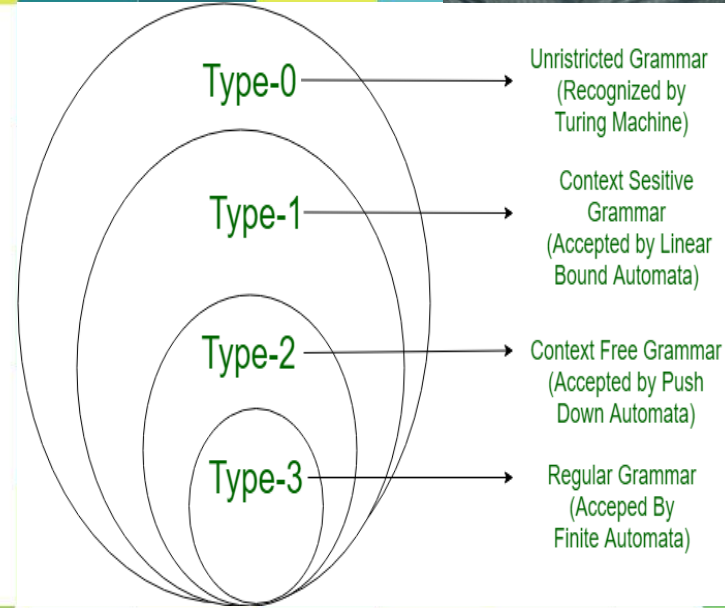 Type-0
Unristricted Grammar
(Recognized by
Turing Machine)
Type-1
Context Sesitive
Grammar
(Accepted by Linear
Bound Automata)
Type-2
Context Free Grammar
(Accepted by Push
Down Automata)
Type-3
Regular Grammar
(Acceped By
Finite Automata)